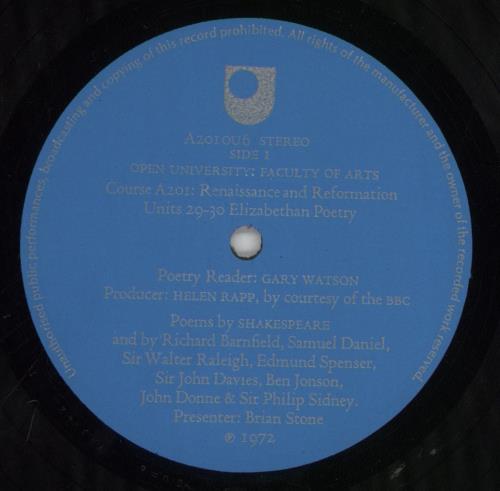 Unauthorised public performances, broadcasting and copying of this record prohibited. All rights of the manufacturer and the owner of the recorded work reserved.
A201OU6 STEREO
SIDE 1
OPEN UNIVERSITY: FACULTY OF ARTS
Course A201: Renaissance and Reformation
Units 29-30 Elizabethan Poetry
Poetry Reader: GARY WATSON
Producer: HELEN RAPP, by courtesy of the BBC
Poems by SHAKESPEARE
and by Richard Barnfield, Samuel Daniel,
Sir Walter Raleigh, Edmund Spenser,
Sir John Davies, Ben Jonson,
John Donne & Sir Philip Sidney.
Presenter: Brian Stone
℗ 1972